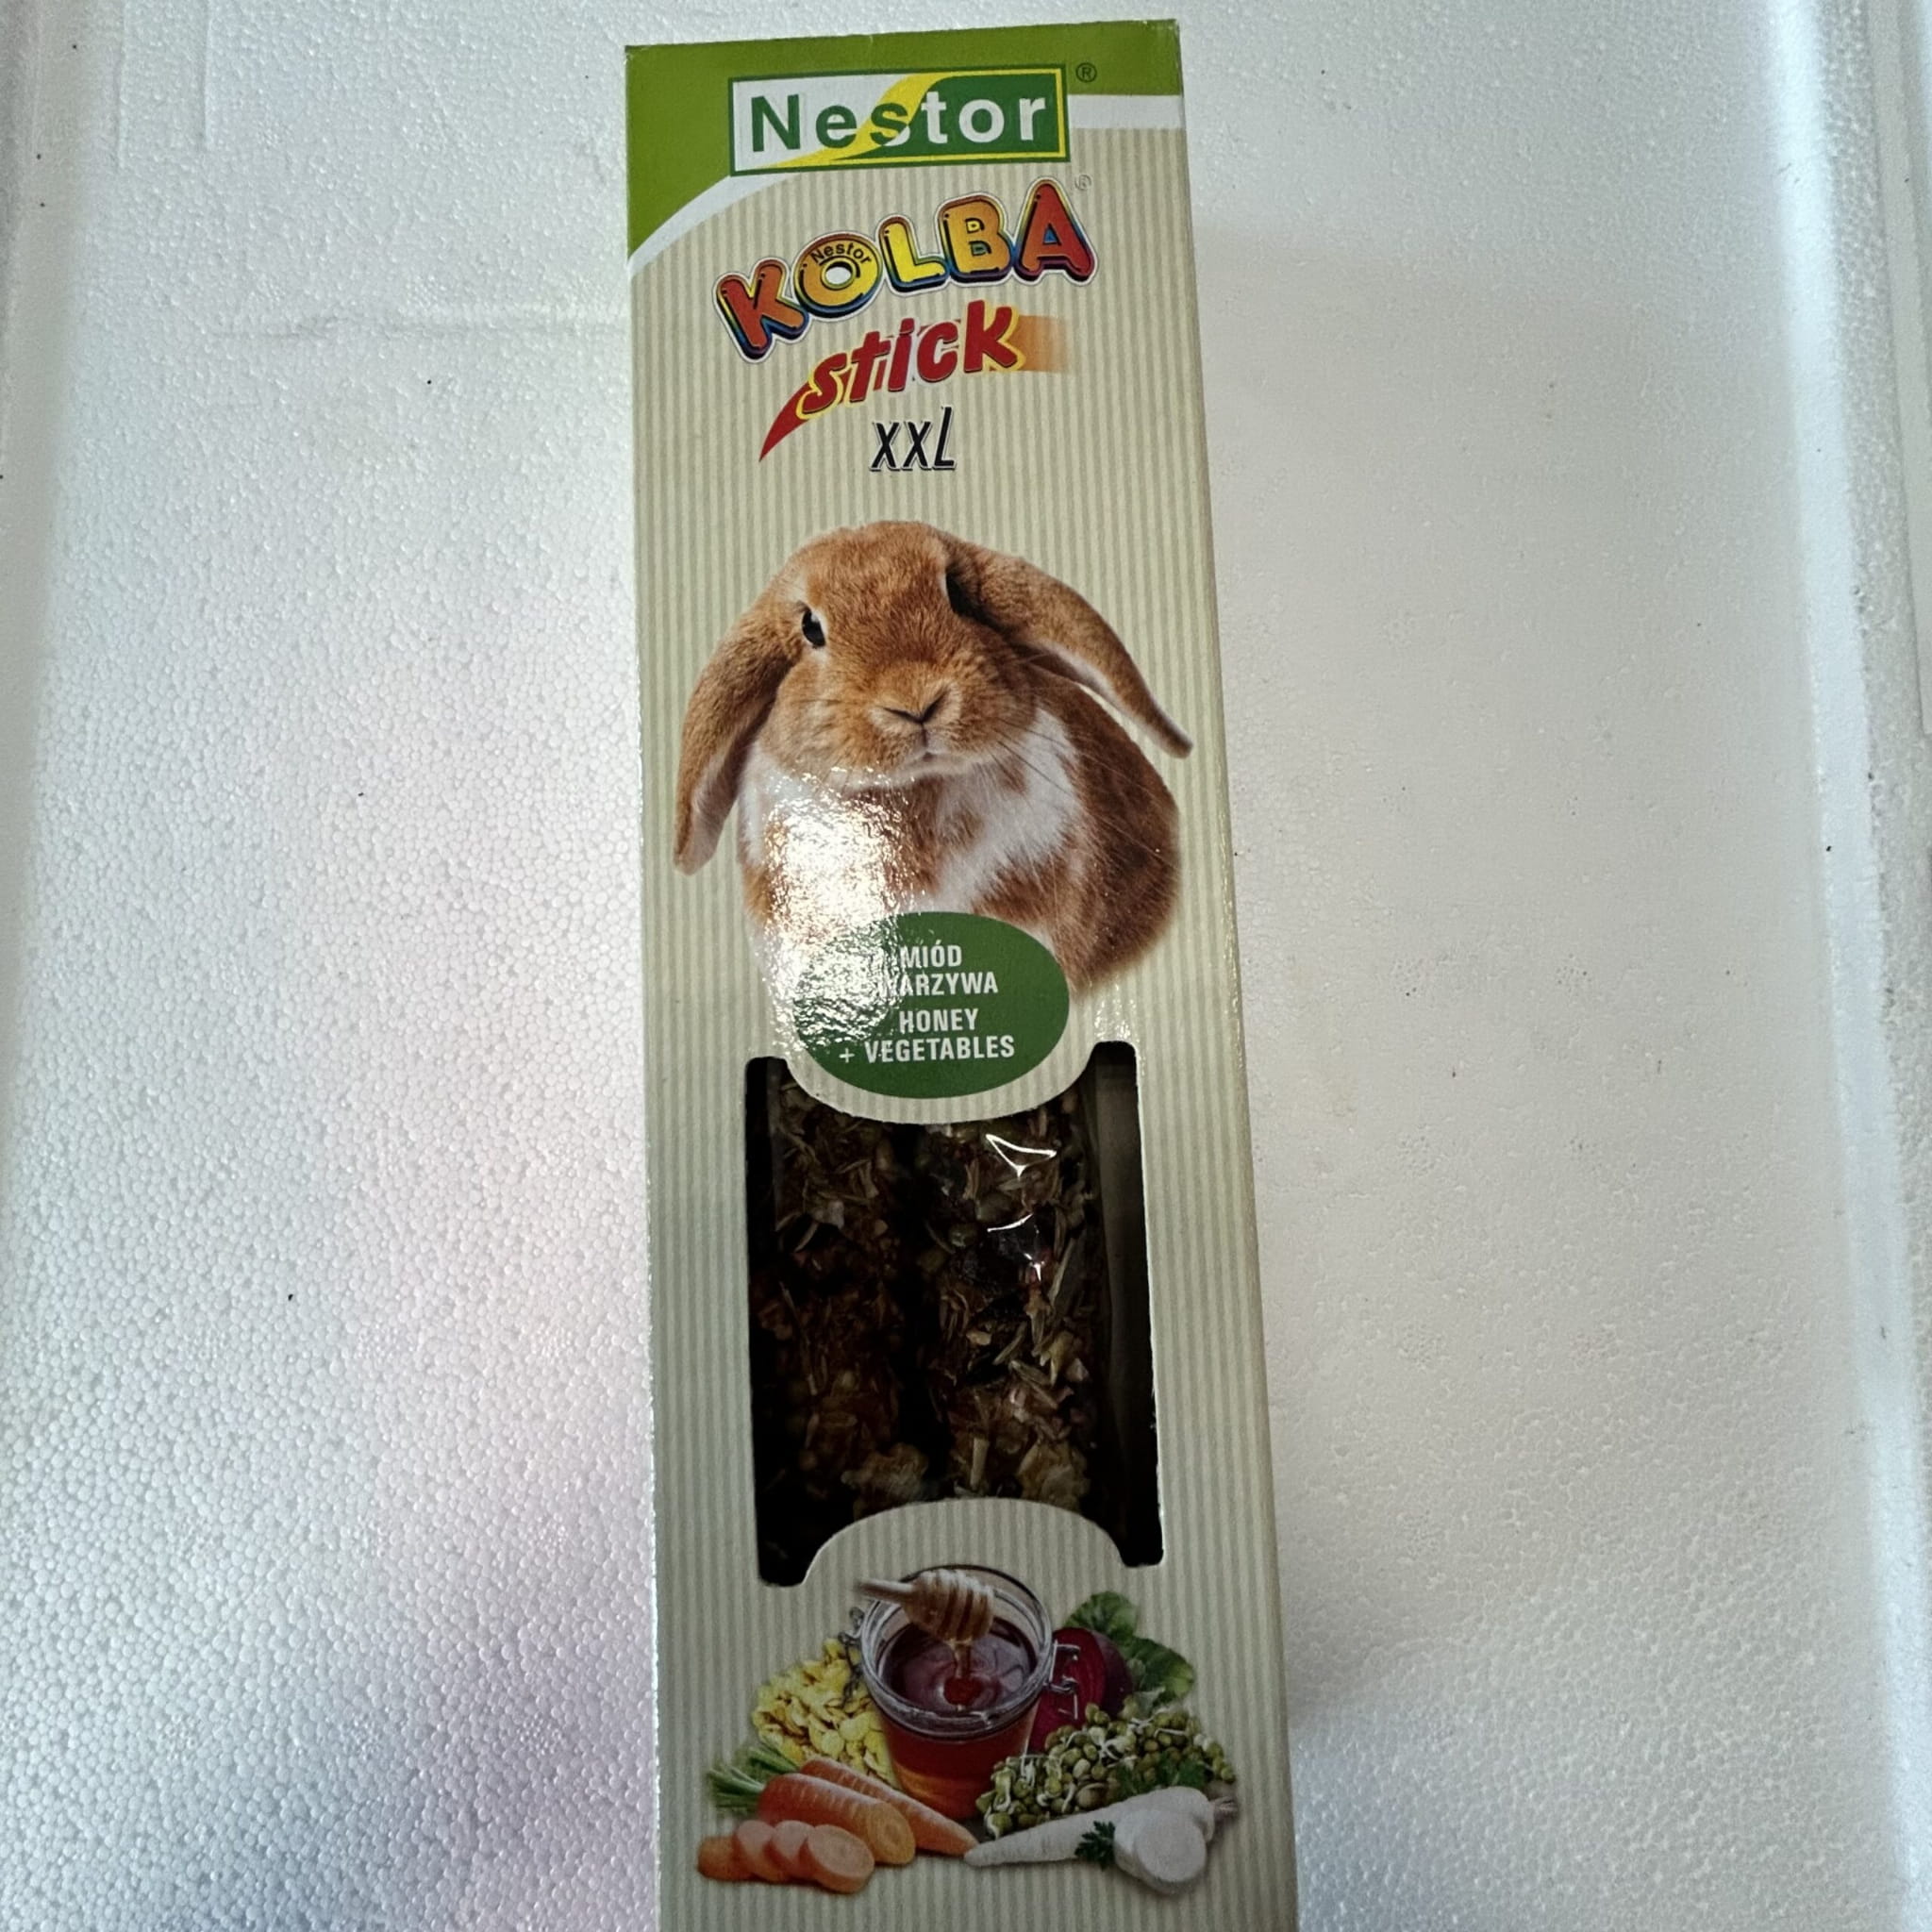 Nestor ®
KOLBA ®
Nestor
stick
XXL
MIÓD
HONEY
+ VEGETABLES